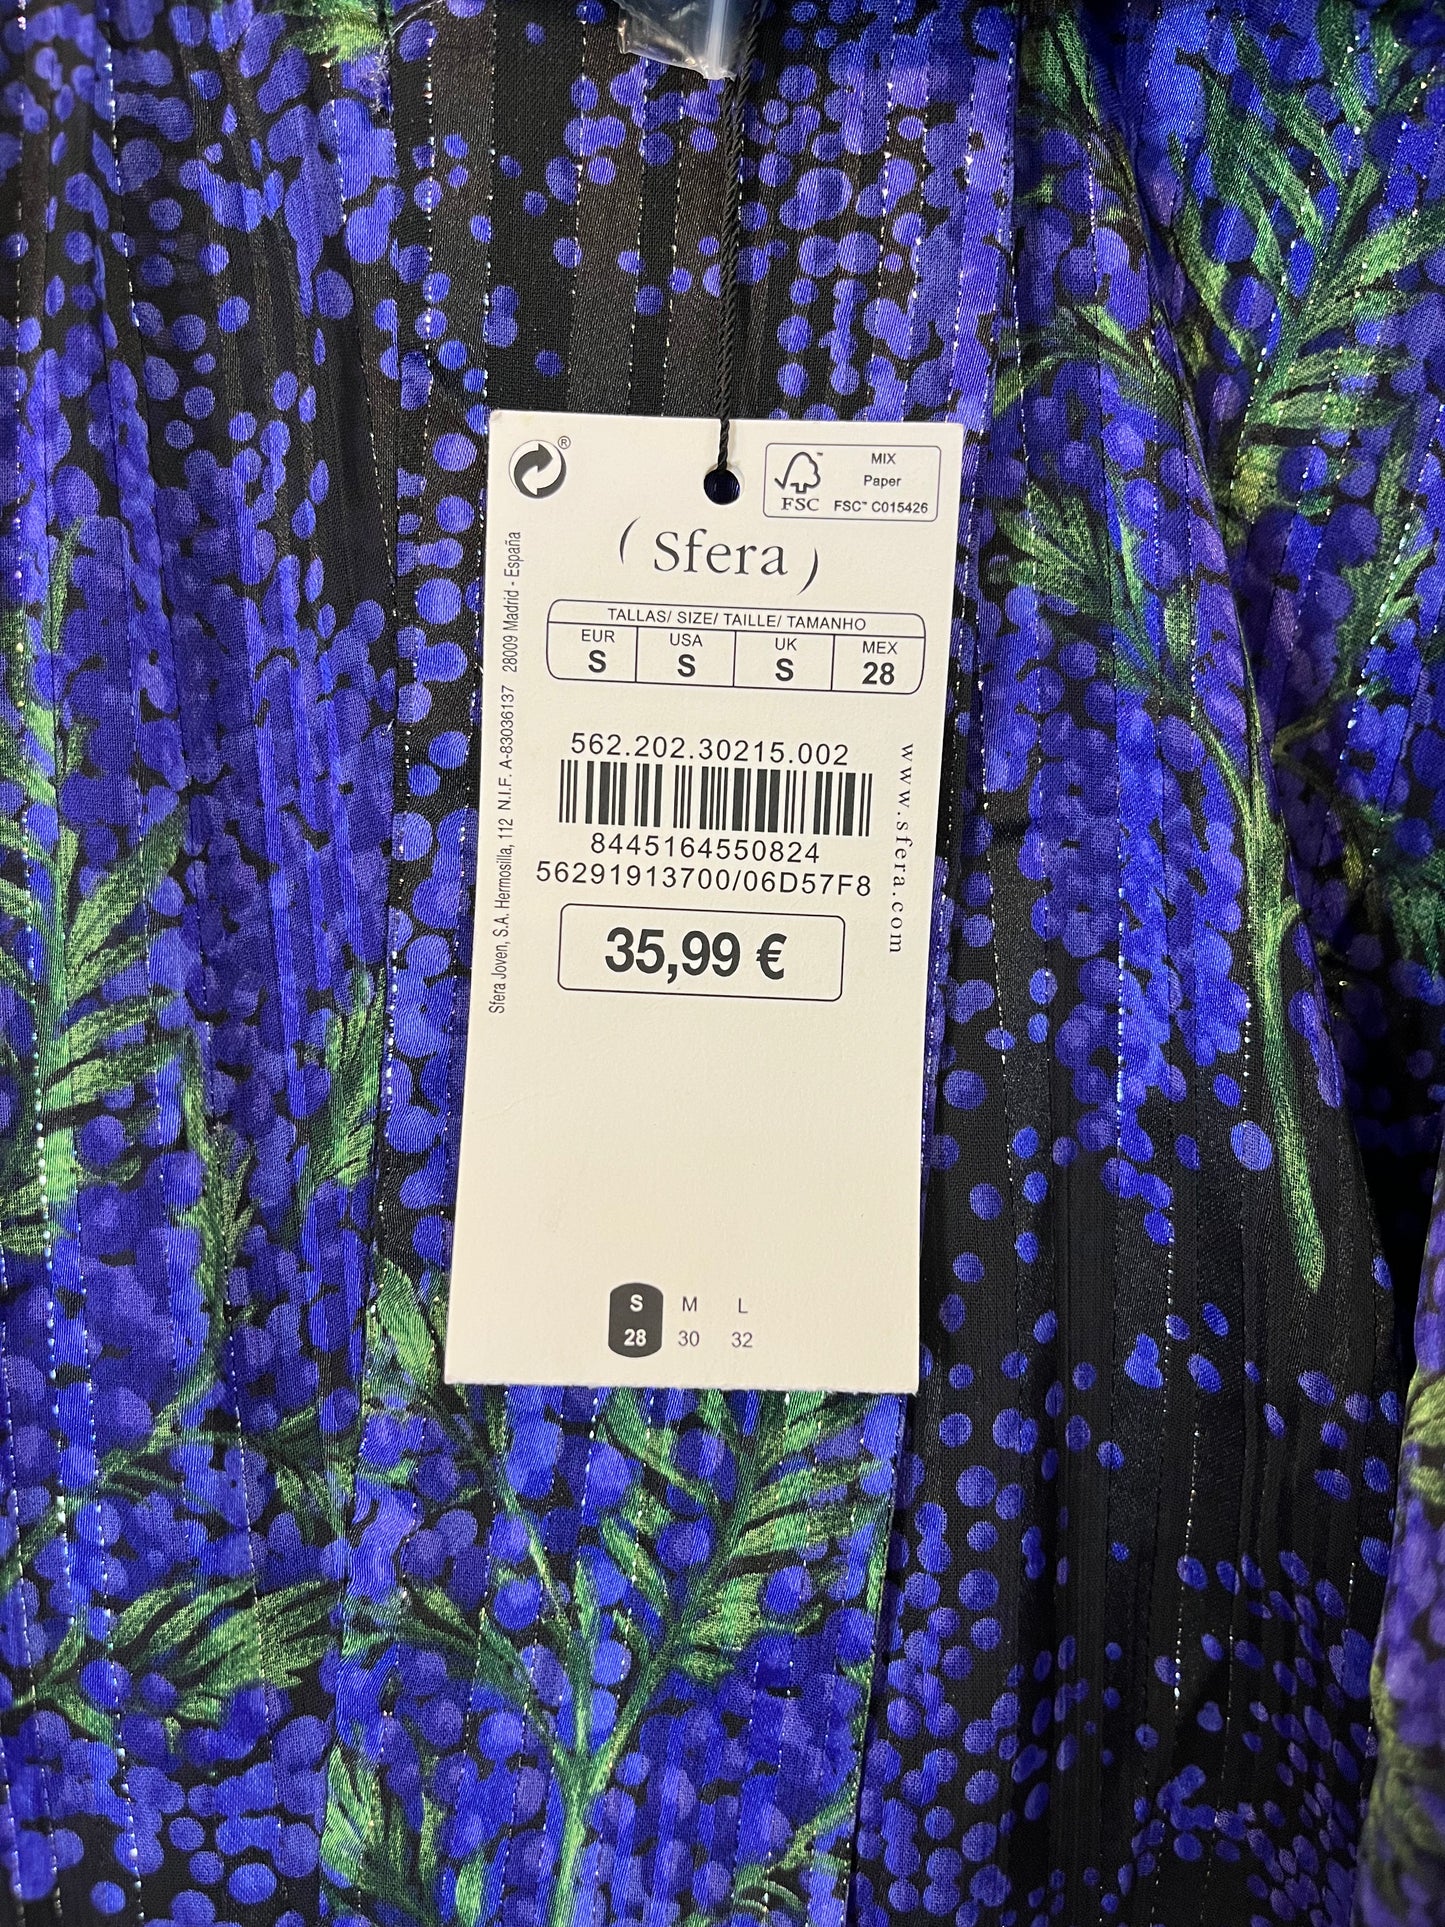 ®
FSC™
MIX
Paper
FSC™ C015426
( Sfera )
TALLAS/ SIZE/ TAILLE/ TAMANHO
EUR USA UK MEX
S S S 28
562.202.30215.002
8445164550824
56291913700/06D57F8
35,99 €
www.sfera.com
Sfera Joven, S.A. Hermosilla, 112 N.I.F. A-83036137 28009 Madrid - España
S M L
28 30 32